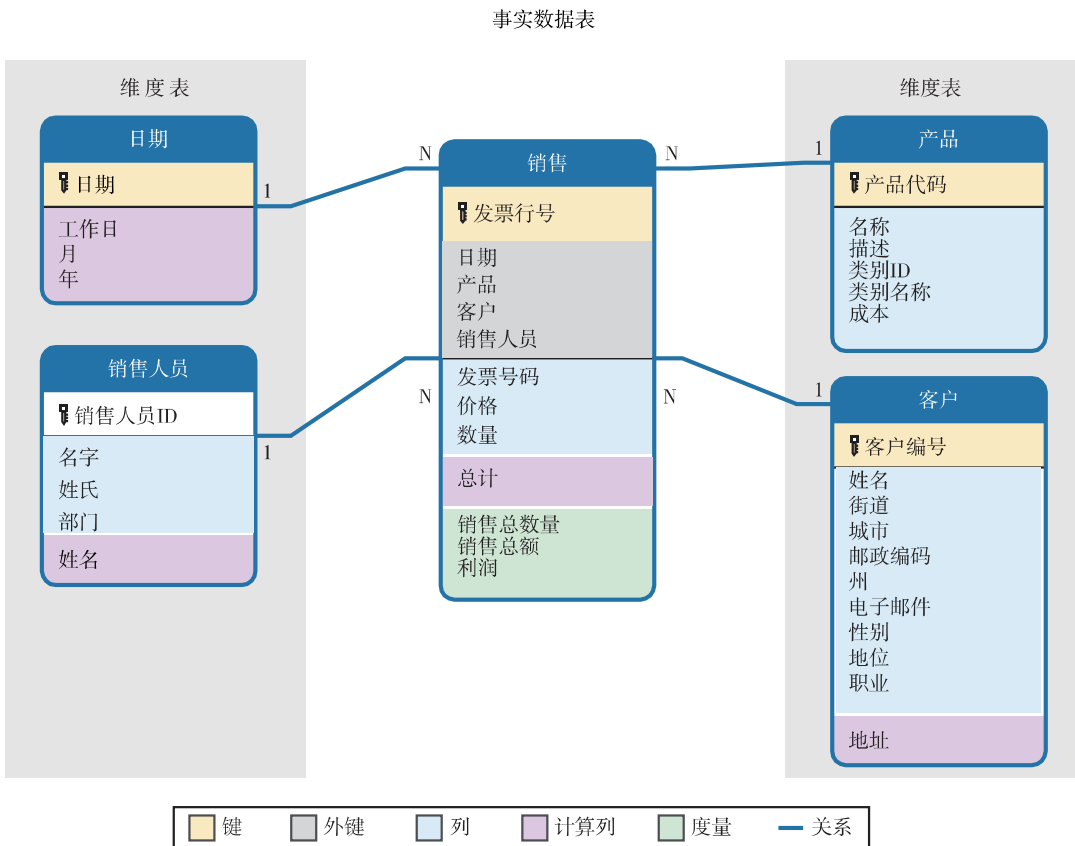 事实数据表
维度表
日期
日期
工作日
月
年
销售人员
销售人员ID
名字
姓氏
部门
姓名
1
1
N
N
销售
发票行号
日期
产品
客户
销售人员
发票号码
价格
数量
总计
销售总数量
销售总额
利润
N
N
1
1
维度表
产品
产品代码
名称
描述
类别ID
类别名称
成本
客户
客户编号
姓名
街道
城市
邮政编码
州
电子邮件
性别
地位
职业
地址
键 外键 列 计算列 度量 关系